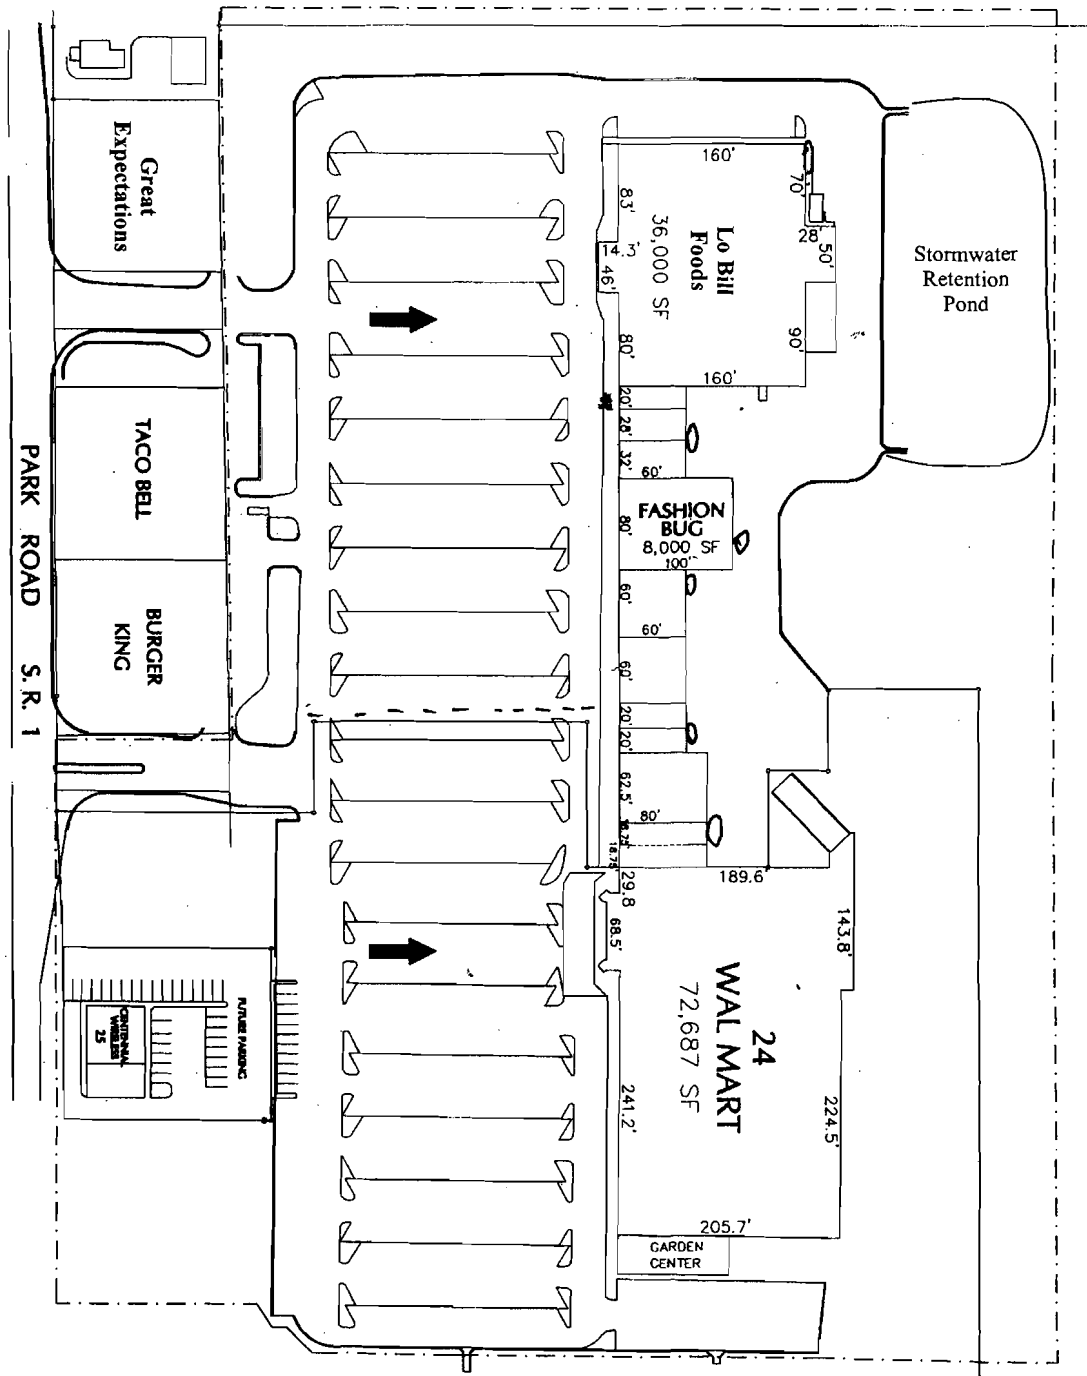 Great
Expectations
TACO BELL
BURGER
KING
PARK ROAD S.R. 1
FUTURE PARKING
CENTENNIAL
WIRELESS
25
160'
83'
70'
28'
50'
14.3'
46'
Lo Bill
Foods
36,000 SF
80'
90'
160'
Stormwater
Retention
Pond
20'
28'
32'
60'
FASHION
BUG
8,000 SF
100'
80'
60'
60'
60'
20'
20'
62.5'
80'
18.75'
18.75'
29.8
189.6'
68.5'
143.8'
24
WAL MART
72,687 SF
241.2'
224.5'
205.7'
GARDEN
CENTER